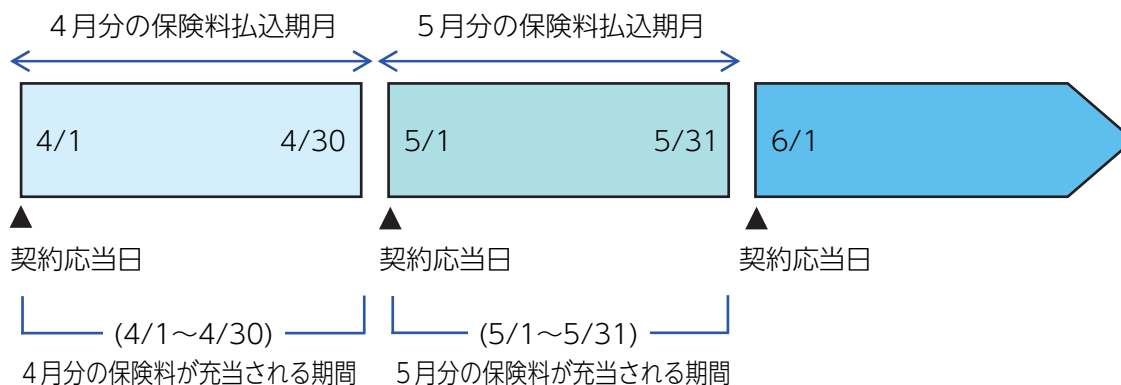 4月分の保険料払込期月
5月分の保険料払込期月
4/1
4/30
5/1
5/31
6/1
契約応当日
契約応当日
契約応当日
(4/1〜4/30)
(5/1〜5/31)
4月分の保険料が充当される期間
5月分の保険料が充当される期間